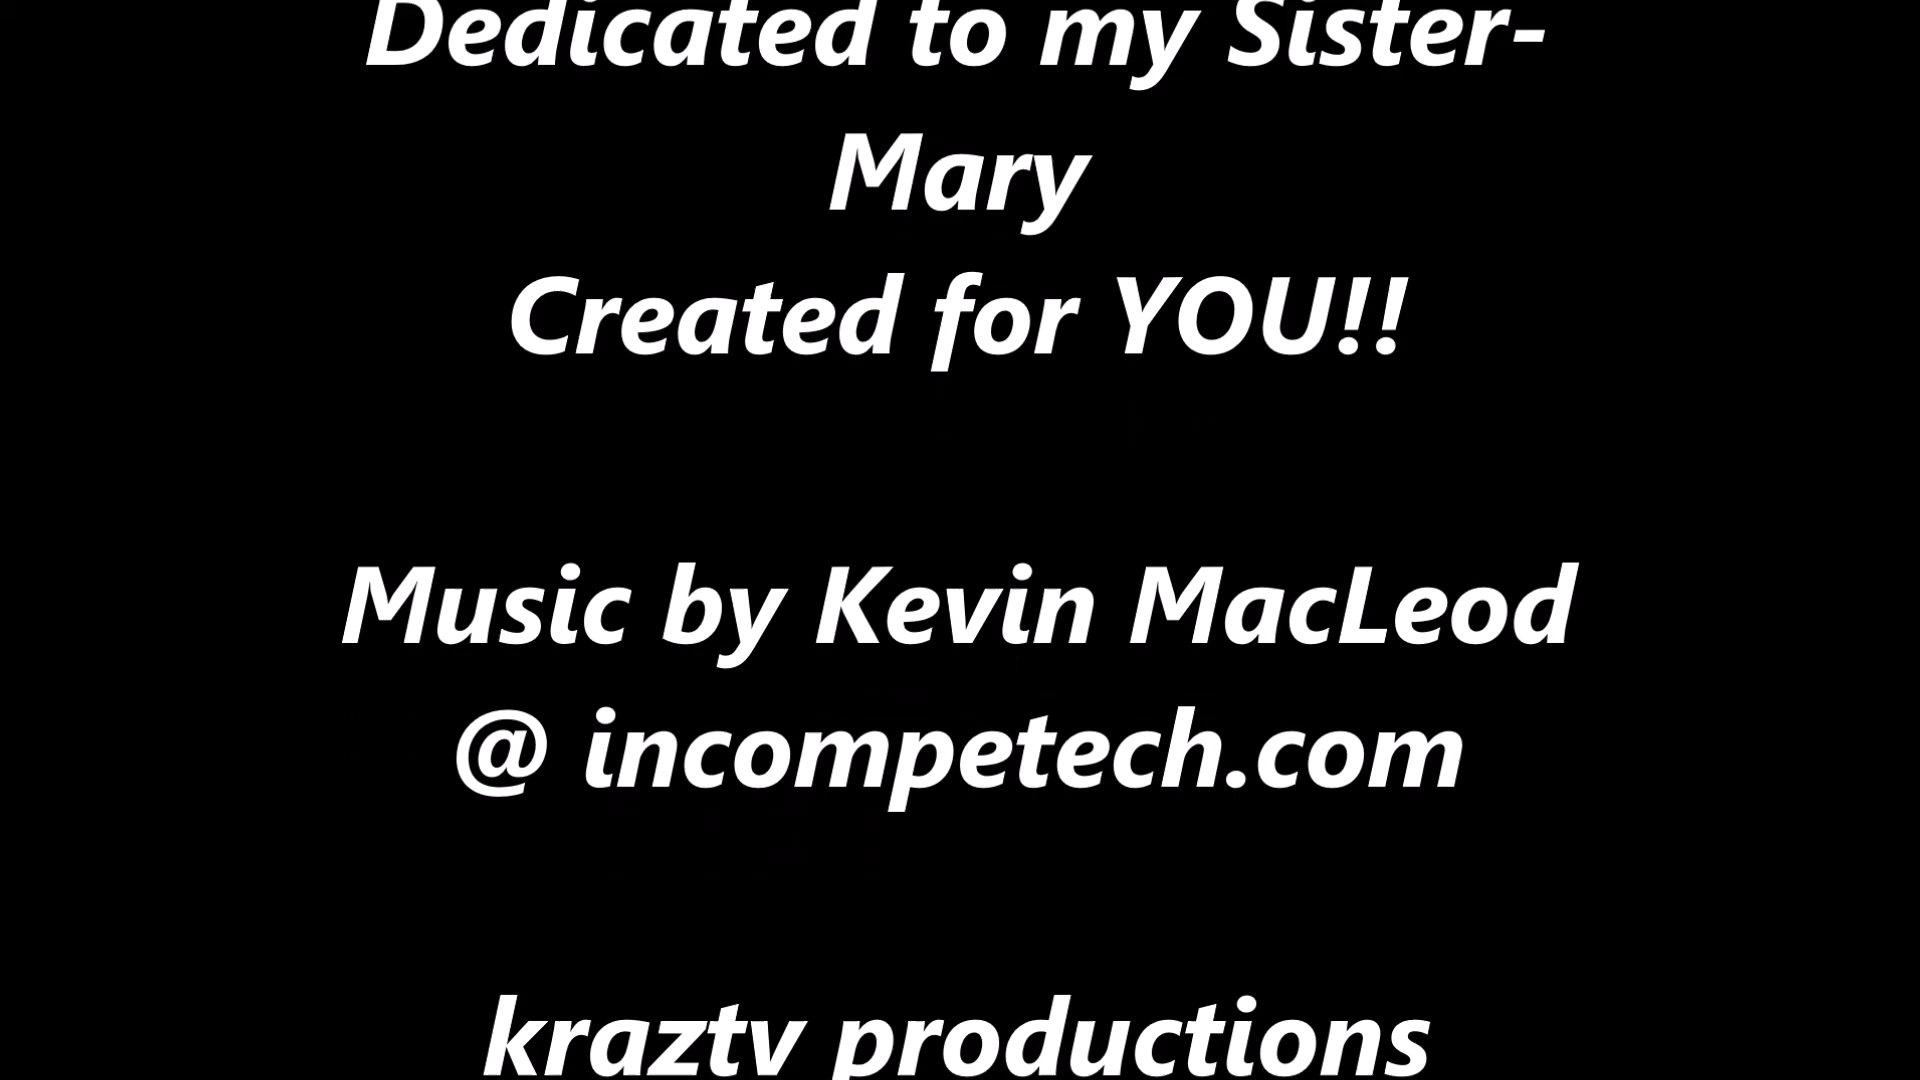 Dedicated to my Sister-
Mary
Created for YOU!!
Music by Kevin MacLeod
@ incompetech.com
kraztv productions